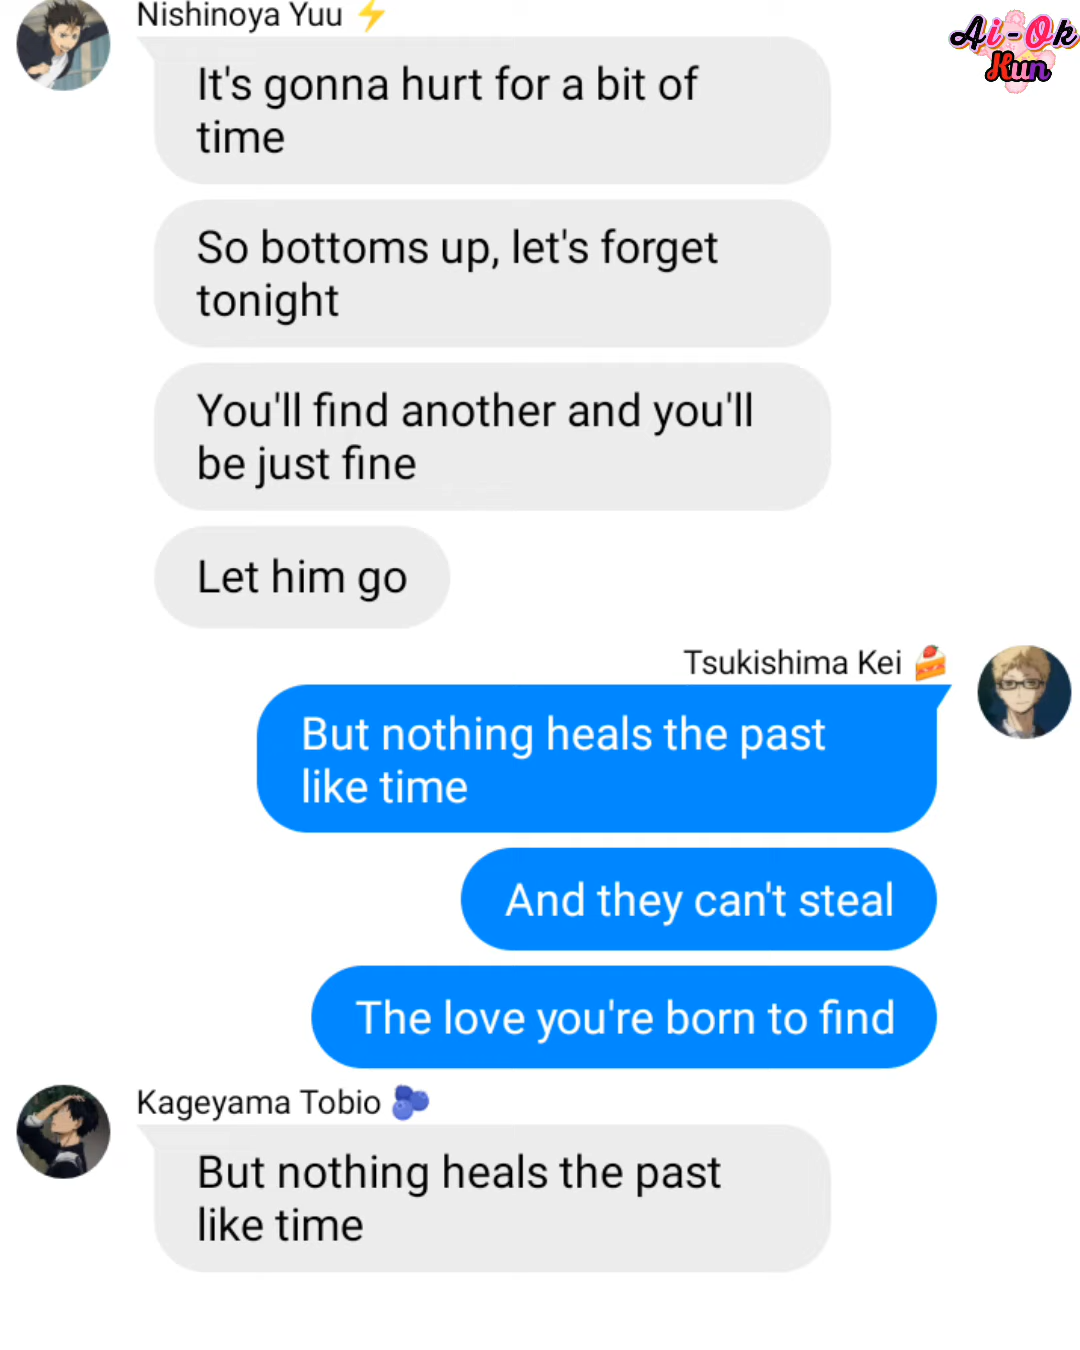 Nishinoya Yuu ⚡
Ai-Ok
Kun
It's gonna hurt for a bit of
time
So bottoms up, let's forget
tonight
You'll find another and you'll
be just fine
Let him go
Tsukishima Kei 🍰
But nothing heals the past
like time
And they can't steal
The love you're born to find
Kageyama Tobio 🫐
But nothing heals the past
like time